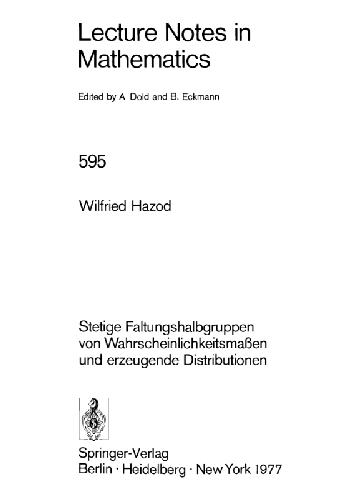 Lecture Notes in
Mathematics
Edited by A. Dold and B. Eckmann
595
Wilfried Hazod
Stetige Faltungshalbgruppen
von Wahrscheinlichkeitsmaßen
und erzeugende Distributionen
Springer-Verlag
Berlin · Heidelberg · New York 1977